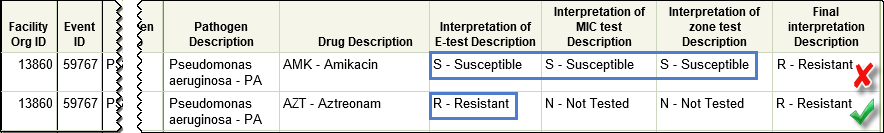 Facility Org ID Event ID en Pathogen Description Drug Description Interpretation of E-test Description Interpretation of MIC test Description Interpretation of zone test Description Final interpretation Description
13860 59767 PS Pseudomonas aeruginosa - PA AMK - Amikacin S - Susceptible S - Susceptible S - Susceptible R - Resistant
13860 59767 PS Pseudomonas aeruginosa - PA AZT - Aztreonam R - Resistant N - Not Tested N - Not Tested R - Resistant